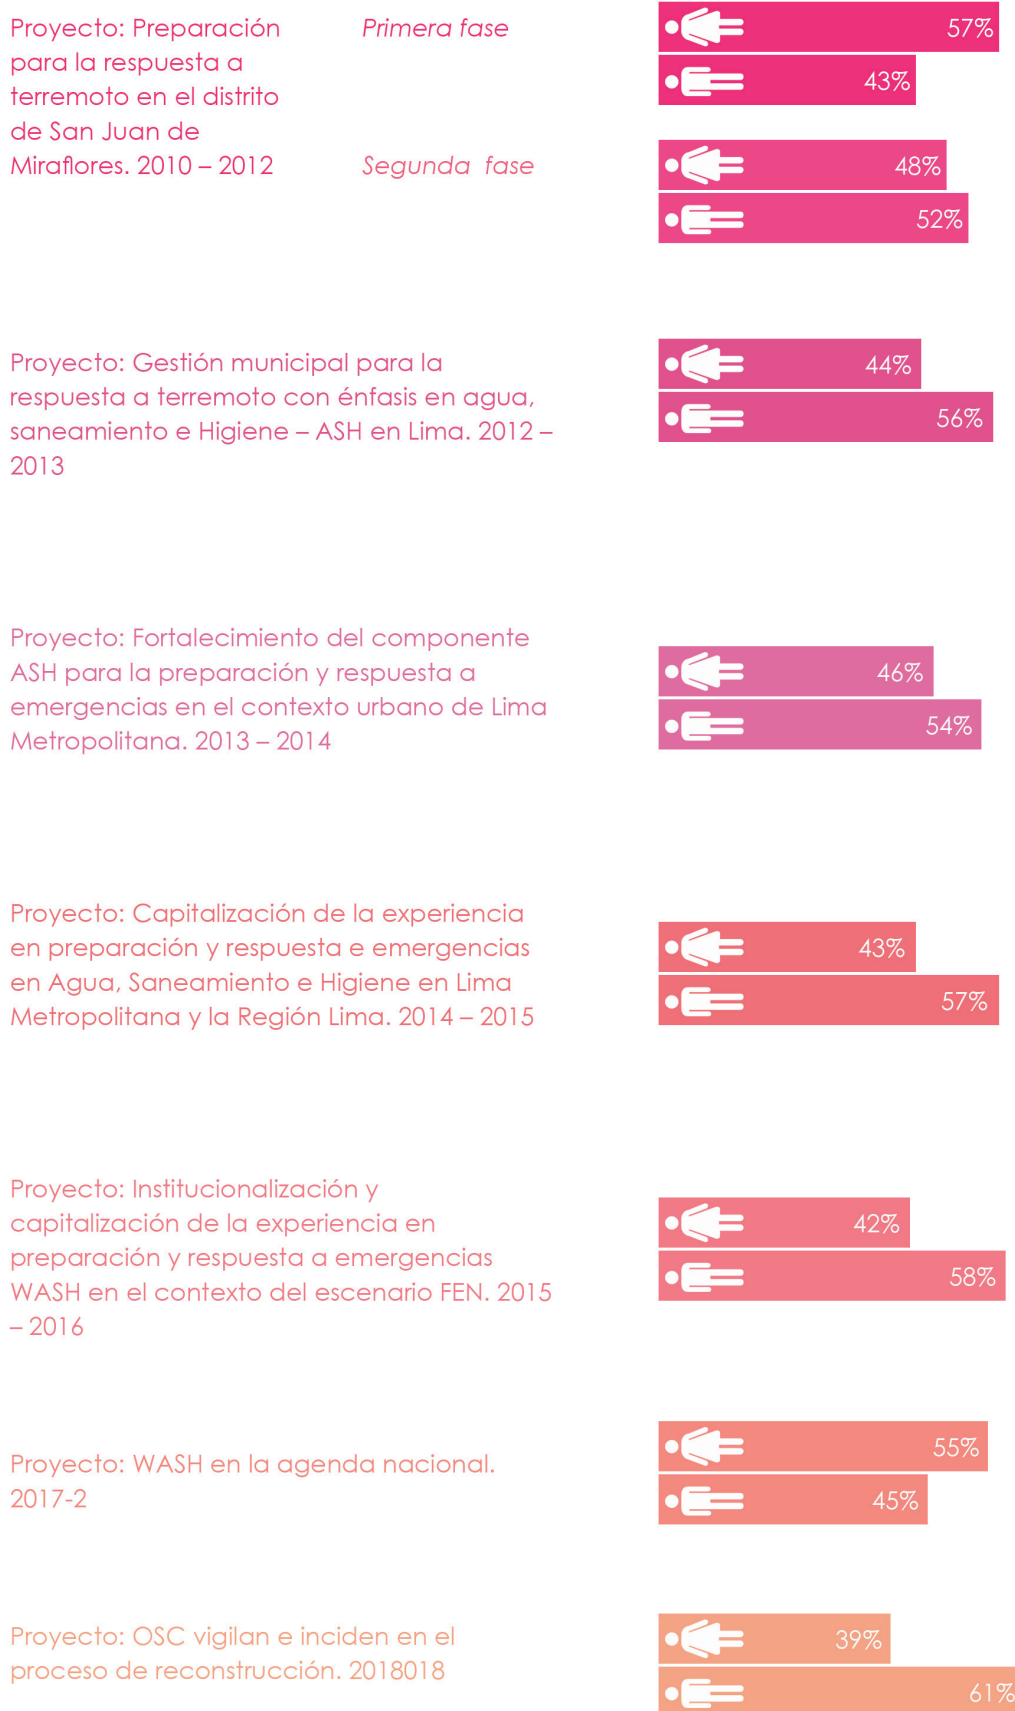 Proyecto: Preparación
para la respuesta a
terremoto en el distrito
de San Juan de
Miraflores. 2010 – 2012
Primera fase
57%
43%
Segunda fase
48%
52%
Proyecto: Gestión municipal para la
respuesta a terremoto con énfasis en agua,
saneamiento e Higiene – ASH en Lima. 2012 –
2013
44%
56%
Proyecto: Fortalecimiento del componente
ASH para la preparación y respuesta a
emergencias en el contexto urbano de Lima
Metropolitana. 2013 – 2014
46%
54%
Proyecto: Capitalización de la experiencia
en preparación y respuesta e emergencias
en Agua, Saneamiento e Higiene en Lima
Metropolitana y la Región Lima. 2014 – 2015
43%
57%
Proyecto: Institucionalización y
capitalización de la experiencia en
preparación y respuesta a emergencias
WASH en el contexto del escenario FEN. 2015
– 2016
42%
58%
Proyecto: WASH en la agenda nacional.
2017-2
55%
45%
Proyecto: OSC vigilan e inciden en el
proceso de reconstrucción. 2018018
39%
61%